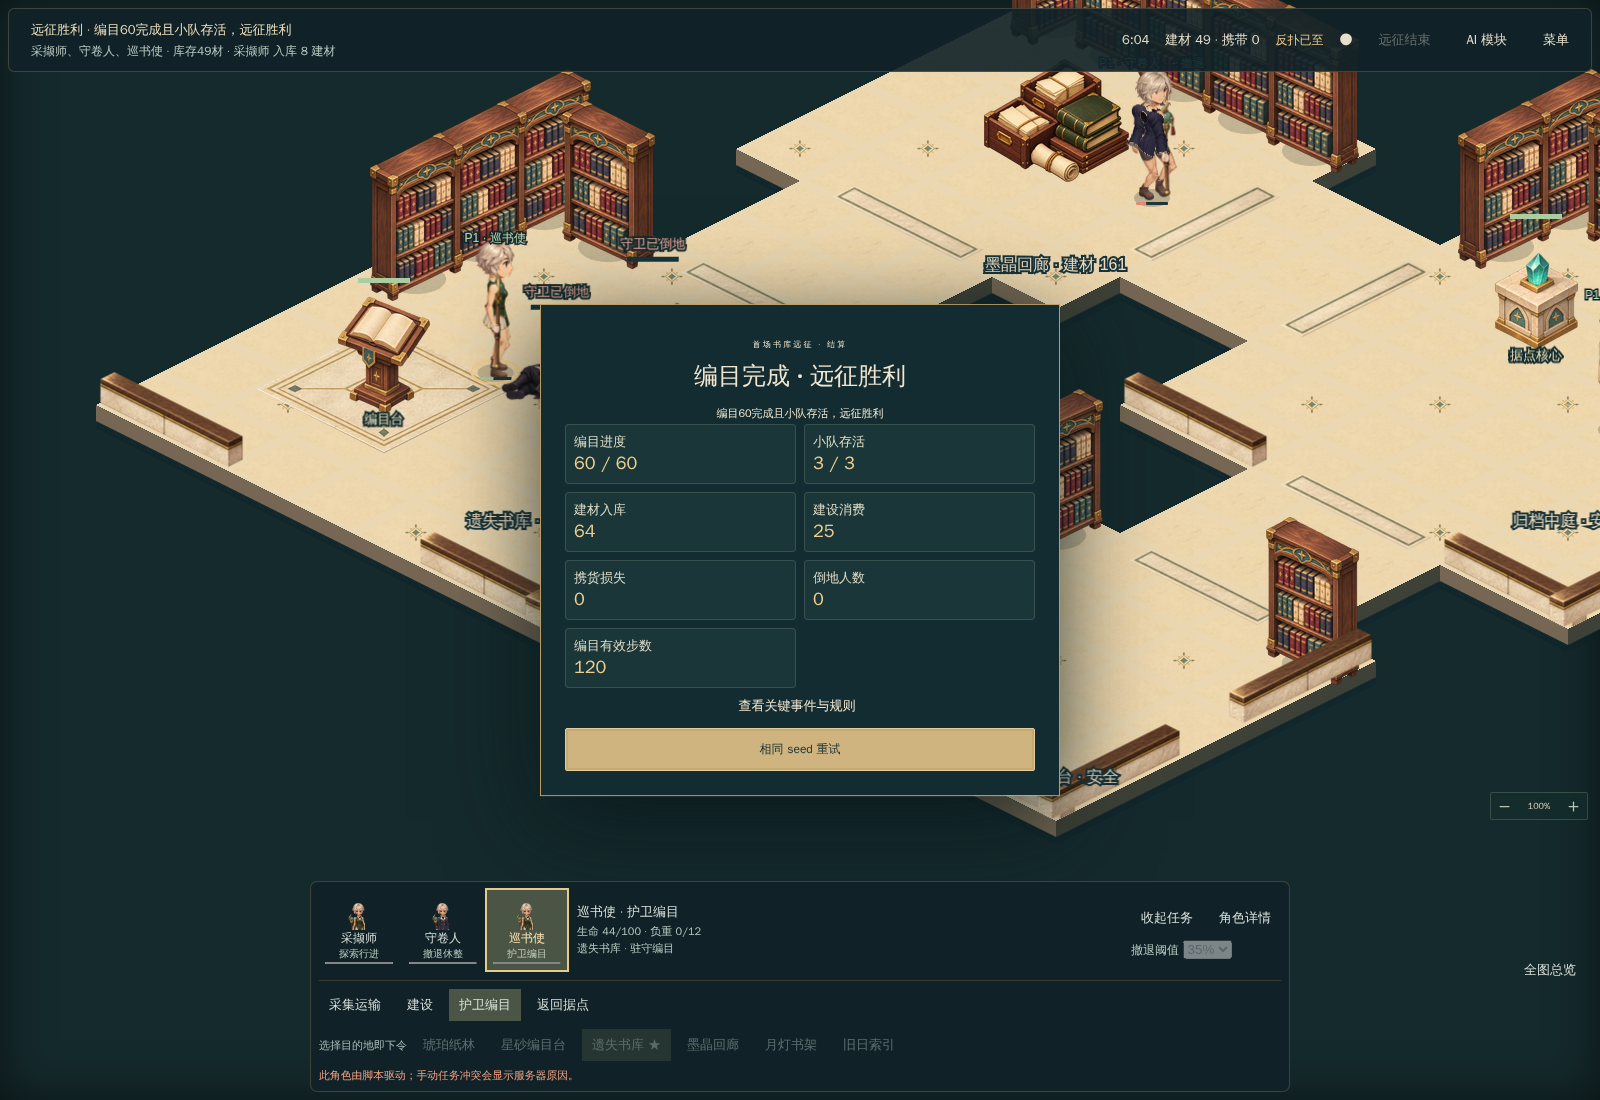 远征胜利 · 编目60完成且小队存活，远征胜利
采撷师、守卷人、巡书使 · 库存49建材 · 采撷师 入库 8 建材
6:04 建材 49 · 携带 0 反扑已至 远征结束 AI 模块 菜单
P1 · 巡书使
守卫已倒地
守卫已倒地
墨晶回廊 · 建材 161
P1
据点核心
编目台
遗失书库 ·
归档中庭 · 安
台 · 安全
首场书库远征 · 结算
编目完成 · 远征胜利
编目60完成且小队存活，远征胜利
编目进度
60 / 60
小队存活
3 / 3
建材入库
64
建设消费
25
携货损失
0
倒地人数
0
编目有效步数
120
查看关键事件与规则
相同 seed 重试
− 100% +
采撷师
探索行进
守卷人
撤退休整
巡书使
护卫编目
巡书使 · 护卫编目
生命 44/100 · 负重 0/12
遗失书库 · 驻守编目
收起任务 角色详情
撤退阈值 35%
全图总览
采集运输 建设 护卫编目 返回据点
选择目的地即下令 琥珀纸林 星砂编目台 遗失书库 ★ 墨晶回廊 月灯书架 旧日索引
此角色由脚本驱动；手动任务冲突会显示服务器原因。